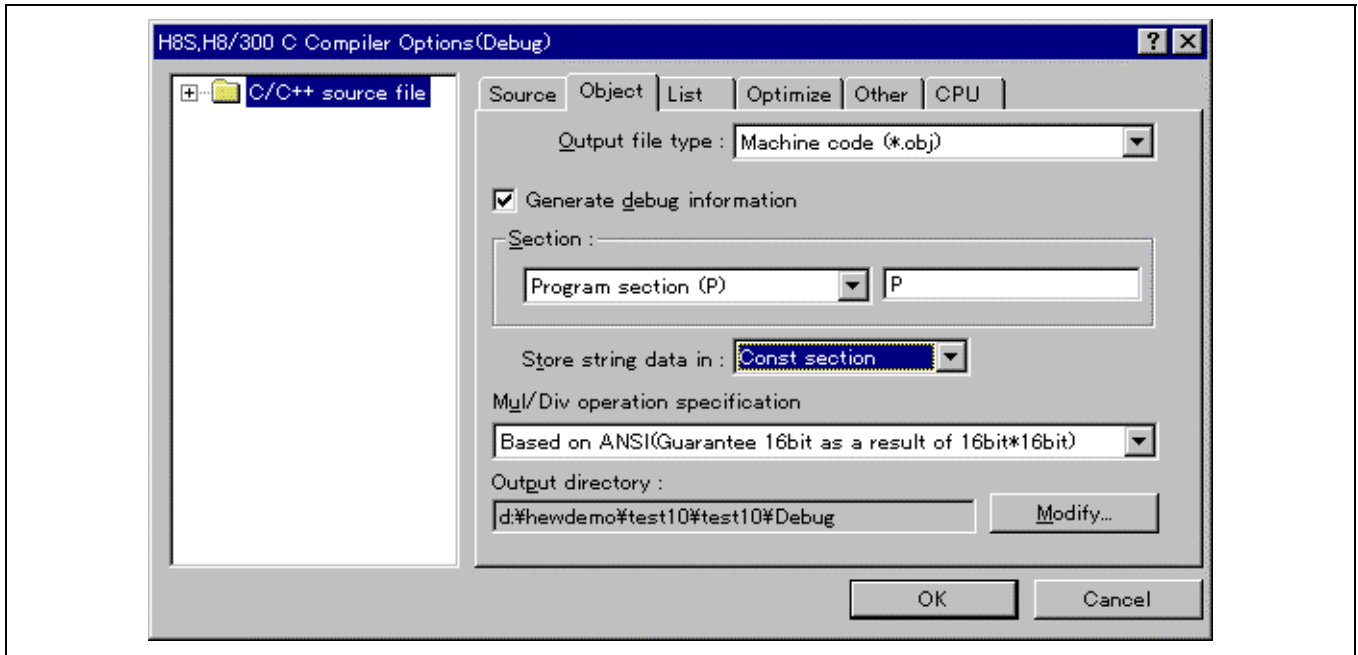 H8S,H8/300 C Compiler Options(Debug)
C/C++ source file
Source Object List Optimize Other CPU
Output file type : Machine code (*.obj)
Generate debug information
Section :
Program section (P) P
Store string data in : Const section
Mul/Div operation specification
Based on ANSI(Guarantee 16bit as a result of 16bit*16bit)
Output directory :
d:¥hewdemo¥test10¥test10¥Debug Modify...
OK Cancel